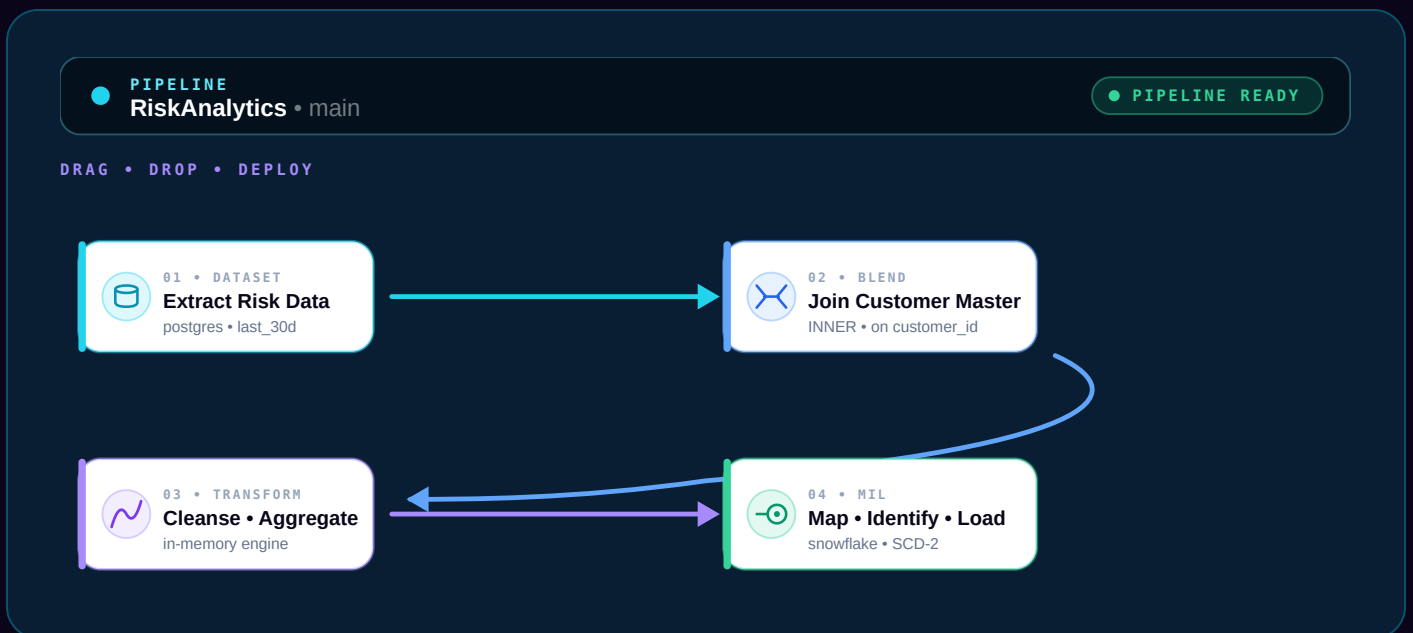 PIPELINE
RiskAnalytics • main
PIPELINE READY
DRAG • DROP • DEPLOY
01 • DATASET
Extract Risk Data
postgres • last_30d
02 • BLEND
Join Customer Master
INNER • on customer_id
03 • TRANSFORM
Cleanse • Aggregate
in-memory engine
04 • MIL
Map • Identify • Load
snowflake • SCD-2